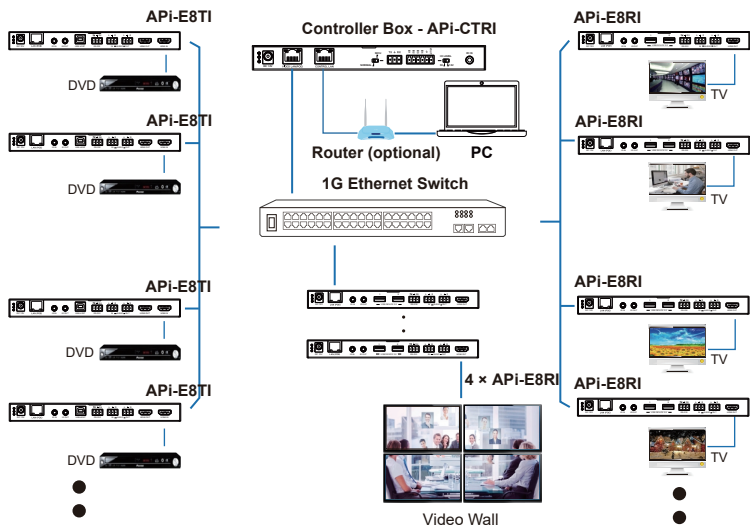 APi-E8TI
DVD
APi-E8TI
DVD
APi-E8TI
DVD
APi-E8TI
DVD
Controller Box - APi-CTRI
Router (optional)
PC
1G Ethernet Switch
4 × APi-E8RI
Video Wall
APi-E8RI
TV
APi-E8RI
TV
APi-E8RI
TV
APi-E8RI
TV